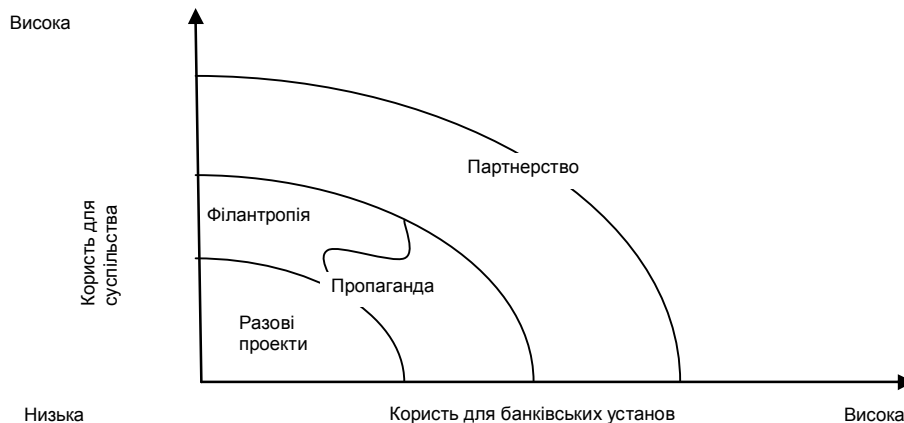 Висока
Партнерство
Філантропія
Користь для
суспільства
Пропаганда
Разові
проекти
Низька
Користь для банківських установ
Висока